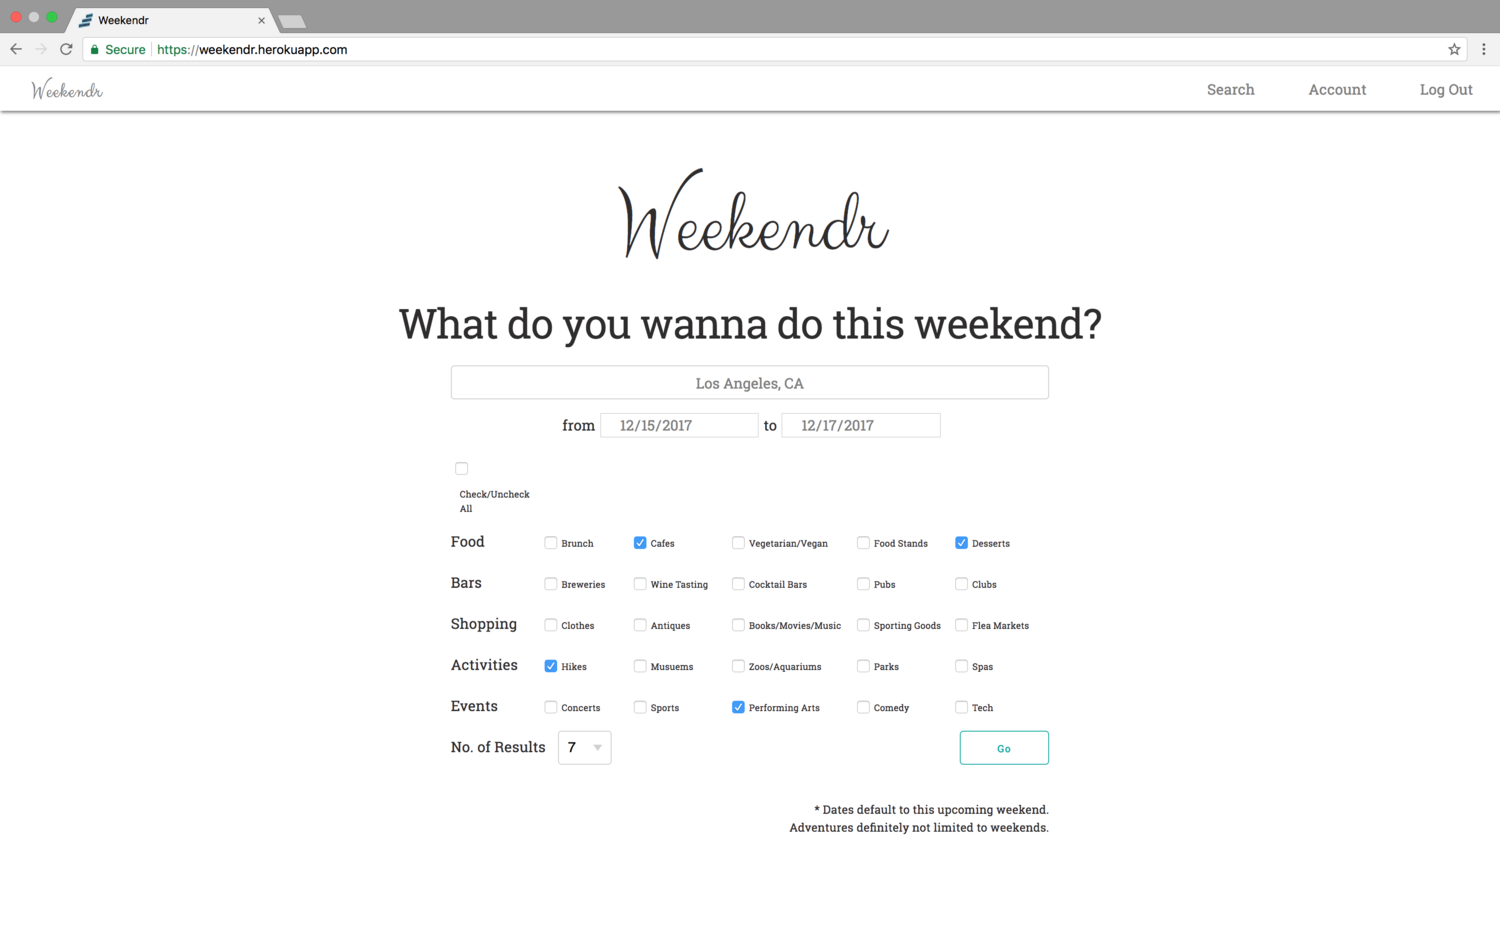 Weekendr
Secure https://weekendr.herokuapp.com
Weekendr Search Account Log Out
Weekendr
What do you wanna do this weekend?
Los Angeles, CA
from 12/15/2017 to 12/17/2017
Check/Uncheck
All
Food Brunch Cafes Vegetarian/Vegan Food Stands Desserts
Bars Breweries Wine Tasting Cocktail Bars Pubs Clubs
Shopping Clothes Antiques Books/Movies/Music Sporting Goods Flea Markets
Activities Hikes Musuems Zoos/Aquariums Parks Spas
Events Concerts Sports Performing Arts Comedy Tech
No. of Results 7 Go
* Dates default to this upcoming weekend.
Adventures definitely not limited to weekends.